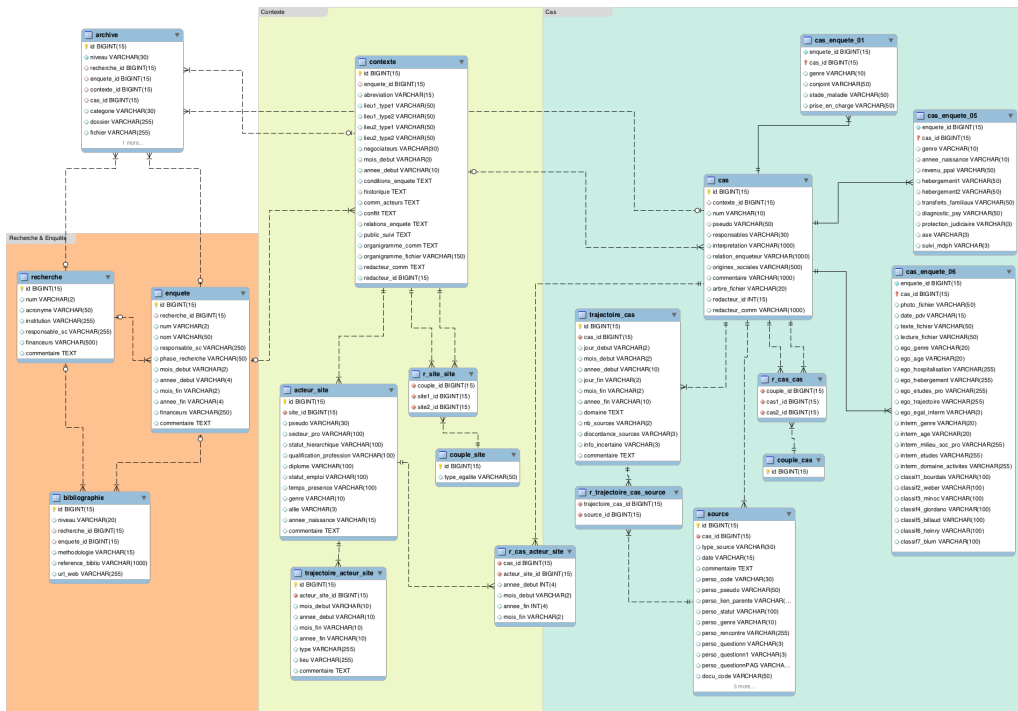 Contexte
Cas
archive
id BIGINT(15)
niveau VARCHAR(30)
recherche_id BIGINT(15)
enquete_id BIGINT(15)
contexte_id BIGINT(15)
cas_id BIGINT(15)
categorie VARCHAR(30)
dossier VARCHAR(255)
fichier VARCHAR(255)
1 more...
contexte
id BIGINT(15)
enquete_id BIGINT(15)
abreviation VARCHAR(15)
lieu1_type1 VARCHAR(50)
lieu1_type2 VARCHAR(50)
lieu2_type1 VARCHAR(50)
lieu2_type2 VARCHAR(50)
negociateurs VARCHAR(30)
mois_debut VARCHAR(3)
annee_debut VARCHAR(10)
conditions_enquete TEXT
historique TEXT
comm_acteurs TEXT
conflit TEXT
relations_enquete TEXT
public_suivi TEXT
organigramme_comm TEXT
organigramme_fichier VARCHAR(150)
redacteur_comm TEXT
redacteur_id BIGINT(15)
cas_enquete_01
enquete_id BIGINT(15)
cas_id BIGINT(15)
genre VARCHAR(10)
conjoint VARCHAR(50)
stade_maladie VARCHAR(50)
prise_en_charge VARCHAR(50)
cas_enquete_05
enquete_id BIGINT(15)
cas_id BIGINT(15)
genre VARCHAR(10)
annee_naissance VARCHAR(10)
revenu_ppal VARCHAR(50)
hebergement1 VARCHAR(50)
hebergement2 VARCHAR(50)
transferts_familiaux VARCHAR(50)
diagnostic_psy VARCHAR(50)
protection_judiciaire VARCHAR(3)
ase VARCHAR(3)
suivi_mdph VARCHAR(3)
cas
id BIGINT(15)
contexte_id BIGINT(15)
num VARCHAR(10)
pseudo VARCHAR(50)
responsables VARCHAR(30)
interpretation VARCHAR(1000)
relation_enqueteur VARCHAR(1000)
origines_sociales VARCHAR(500)
commentaire VARCHAR(1000)
arbre_fichier VARCHAR(20)
redacteur_id INT(15)
redacteur_comm VARCHAR(1000)
Recherche & Enquête
recherche
id BIGINT(15)
num VARCHAR(2)
acronyme VARCHAR(50)
institution VARCHAR(255)
responsable_sc VARCHAR(255)
financeurs VARCHAR(500)
commentaire TEXT
enquete
id BIGINT(15)
recherche_id BIGINT(15)
num VARCHAR(2)
nom VARCHAR(50)
responsable_sc VARCHAR(250)
phase_recherche VARCHAR(50)
mois_debut VARCHAR(2)
annee_debut VARCHAR(4)
mois_fin VARCHAR(2)
annee_fin VARCHAR(4)
financeurs VARCHAR(250)
commentaire TEXT
cas_enquete_06
enquete_id BIGINT(15)
cas_id BIGINT(15)
photo_fichier VARCHAR(50)
date_pdv VARCHAR(15)
texte_fichier VARCHAR(50)
lecture_fichier VARCHAR(50)
ego_genre VARCHAR(20)
ego_age VARCHAR(20)
ego_hospitalisation VARCHAR(255)
ego_hebergement VARCHAR(255)
ego_etudes_pro VARCHAR(255)
ego_trajectoire VARCHAR(255)
ego_egal_interm VARCHAR(3)
interm_genre VARCHAR(20)
interm_age VARCHAR(20)
interm_milieu_soc_pro VARCHAR(255)
interm_etudes VARCHAR(255)
interm_domaine_activites VARCHAR(255)
classif1_bourdais VARCHAR(100)
classif2_weber VARCHAR(100)
classif3_minoc VARCHAR(100)
classif4_giordano VARCHAR(100)
classif5_billaud VARCHAR(100)
classif6_heinry VARCHAR(100)
classif7_blum VARCHAR(100)
trajectoire_cas
id BIGINT(15)
cas_id BIGINT(15)
jour_debut VARCHAR(2)
mois_debut VARCHAR(2)
annee_debut VARCHAR(10)
jour_fin VARCHAR(2)
mois_fin VARCHAR(2)
annee_fin VARCHAR(10)
domaine TEXT
nb_sources VARCHAR(2)
discordance_sources VARCHAR(3)
info_incertaine VARCHAR(3)
commentaire TEXT
r_site_site
couple_id BIGINT(15)
site1_id BIGINT(15)
site2_id BIGINT(15)
r_cas_cas
couple_id BIGINT(15)
cas1_id BIGINT(15)
cas2_id BIGINT(15)
acteur_site
id BIGINT(15)
site_id BIGINT(15)
pseudo VARCHAR(30)
secteur_pro VARCHAR(100)
statut_hierarchique VARCHAR(100)
qualification_profession VARCHAR(100)
diplome VARCHAR(100)
statut_emploi VARCHAR(100)
temps_presence VARCHAR(100)
genre VARCHAR(10)
allie VARCHAR(3)
annee_naissance VARCHAR(15)
commentaire TEXT
couple_site
id BIGINT(15)
type_egalite VARCHAR(50)
couple_cas
id BIGINT(15)
bibliographie
id BIGINT(15)
niveau VARCHAR(20)
recherche_id BIGINT(15)
enquete_id BIGINT(15)
methodologie VARCHAR(15)
reference_biblio VARCHAR(1000)
url_web VARCHAR(255)
r_trajectoire_cas_source
trajectoire_cas_id BIGINT(15)
source_id BIGINT(15)
source
id BIGINT(15)
cas_id BIGINT(15)
type_source VARCHAR(30)
date VARCHAR(15)
commentaire TEXT
perso_code VARCHAR(30)
perso_pseudo VARCHAR(50)
perso_lien_parente VARCHAR(...
perso_statut VARCHAR(100)
perso_genre VARCHAR(10)
perso_rencontre VARCHAR(255)
perso_questionn VARCHAR(3)
perso_questionn1 VARCHAR(3)
perso_questionnPAG VARCHA...
docu_code VARCHAR(50)
5 more...
r_cas_acteur_site
cas_id BIGINT(15)
acteur_site_id BIGINT(15)
annee_debut INT(4)
mois_debut VARCHAR(2)
annee_fin INT(4)
mois_fin VARCHAR(2)
trajectoire_acteur_site
id BIGINT(15)
acteur_site_id BIGINT(15)
mois_debut VARCHAR(10)
annee_debut VARCHAR(10)
mois_fin VARCHAR(10)
annee_fin VARCHAR(10)
type VARCHAR(255)
lieu VARCHAR(255)
commentaire TEXT